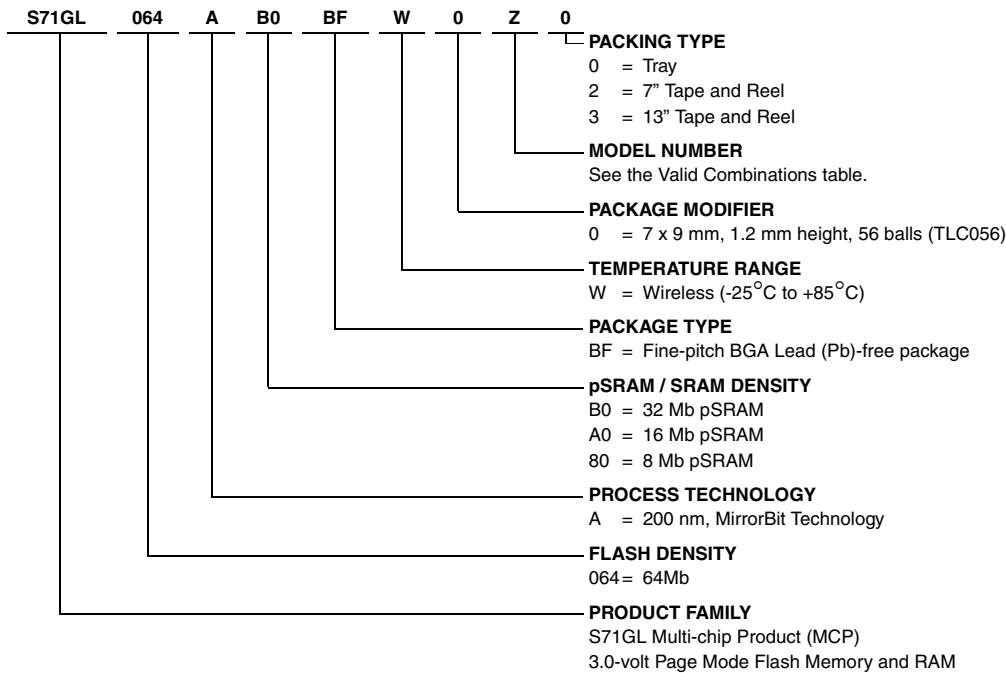 S71GL 064 A B0 BF W 0 Z 0
PACKING TYPE
0 = Tray
2 = 7” Tape and Reel
3 = 13” Tape and Reel
MODEL NUMBER
See the Valid Combinations table.
PACKAGE MODIFIER
0 = 7 x 9 mm, 1.2 mm height, 56 balls (TLC056)
TEMPERATURE RANGE
W = Wireless (-25°C to +85°C)
PACKAGE TYPE
BF = Fine-pitch BGA Lead (Pb)-free package
pSRAM / SRAM DENSITY
B0 = 32 Mb pSRAM
A0 = 16 Mb pSRAM
80 = 8 Mb pSRAM
PROCESS TECHNOLOGY
A = 200 nm, MirrorBit Technology
FLASH DENSITY
064 = 64Mb
PRODUCT FAMILY
S71GL Multi-chip Product (MCP)
3.0-volt Page Mode Flash Memory and RAM